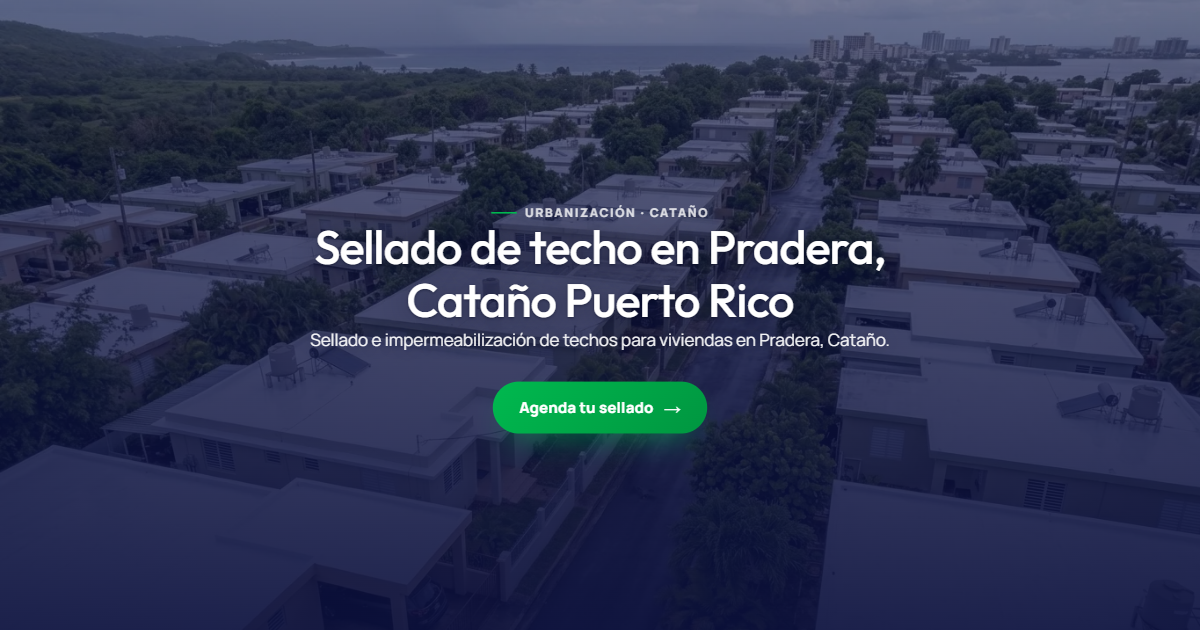 URBANIZACIÓN · CATAÑO
Sellado de techo en Pradera,
Cataño Puerto Rico
Sellado e impermeabilización de techos para viviendas en Pradera, Cataño.
Agenda tu sellado →